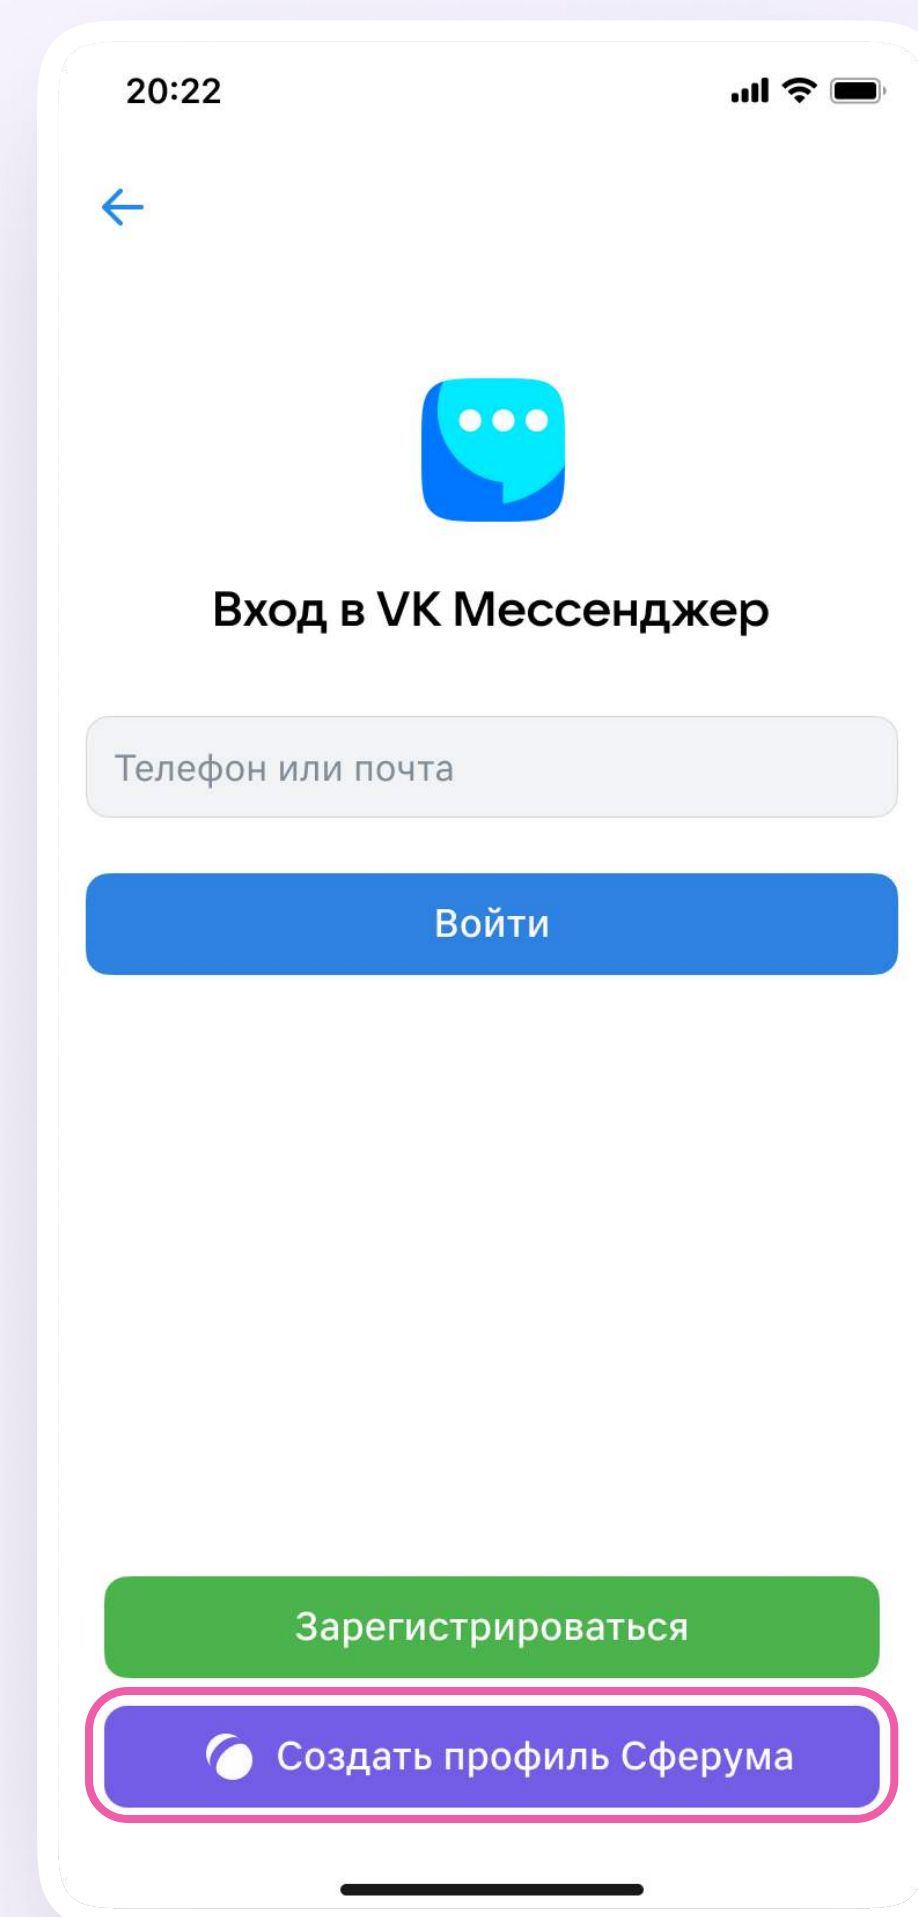 20:22
Вход в VK Мессенджер
Телефон или почта
Войти
Зарегистрироваться
Создать профиль Сферума